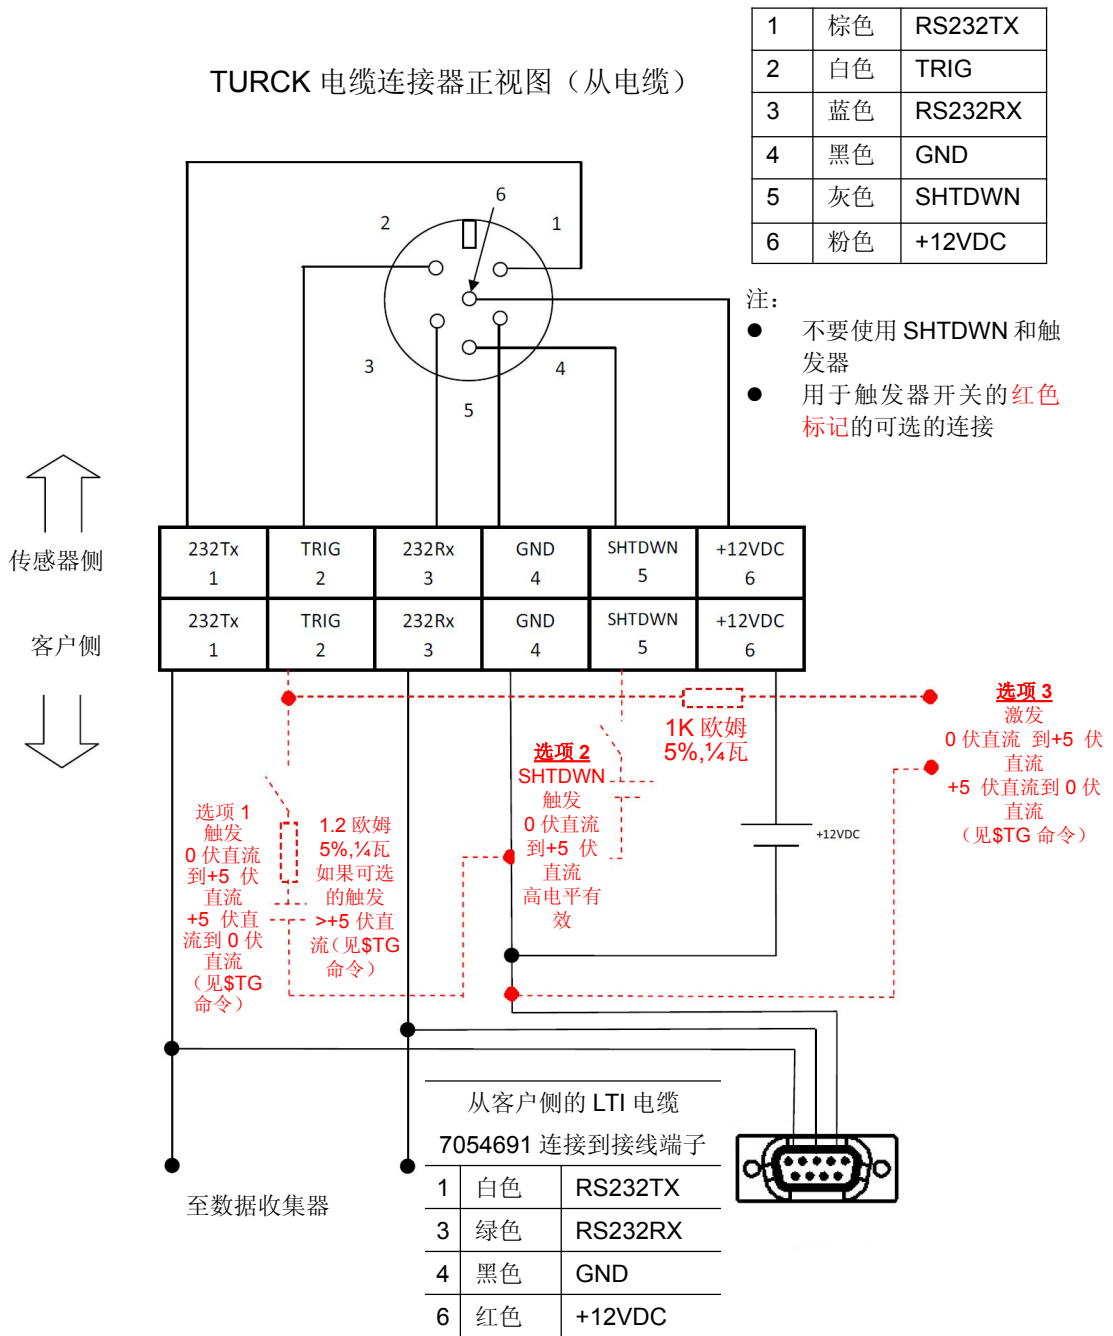 TURCK 电缆连接器正视图（从电缆）
1 棕色 RS232TX
2 白色 TRIG
3 蓝色 RS232RX
4 黑色 GND
5 灰色 SHTDWN
6 粉色 +12VDC
注：
● 不要使用 SHTDWN 和触
发器
● 用于触发器开关的红色
标记的可选的连接
6
2
1
3
4
5
传感器侧
客户侧
232Tx TRIG 232Rx GND SHTDWN +12VDC
1 2 3 4 5 6
232Tx TRIG 232Rx GND SHTDWN +12VDC
1 2 3 4 5 6
选项 1
触发
0 伏直流
到+5 伏
直流
+5 伏直
流到 0 伏
直流
（见$TG
命令）
1.2 欧姆
5%,¼瓦
如果可选
的触发
>+5 伏直
流（见$TG
命令）
选项 2
SHTDWN
触发
0 伏直流
到+5 伏
直流
高电平有
效
1K 欧姆
5%,¼瓦
选项 3
激发
0 伏直流 到+5 伏
直流
+5 伏直流到 0 伏
直流
（见$TG 命令）
+12VDC
至数据收集器
从客户侧的 LTI 电缆
7054691 连接到接线端子
1 白色 RS232TX
3 绿色 RS232RX
4 黑色 GND
6 红色 +12VDC